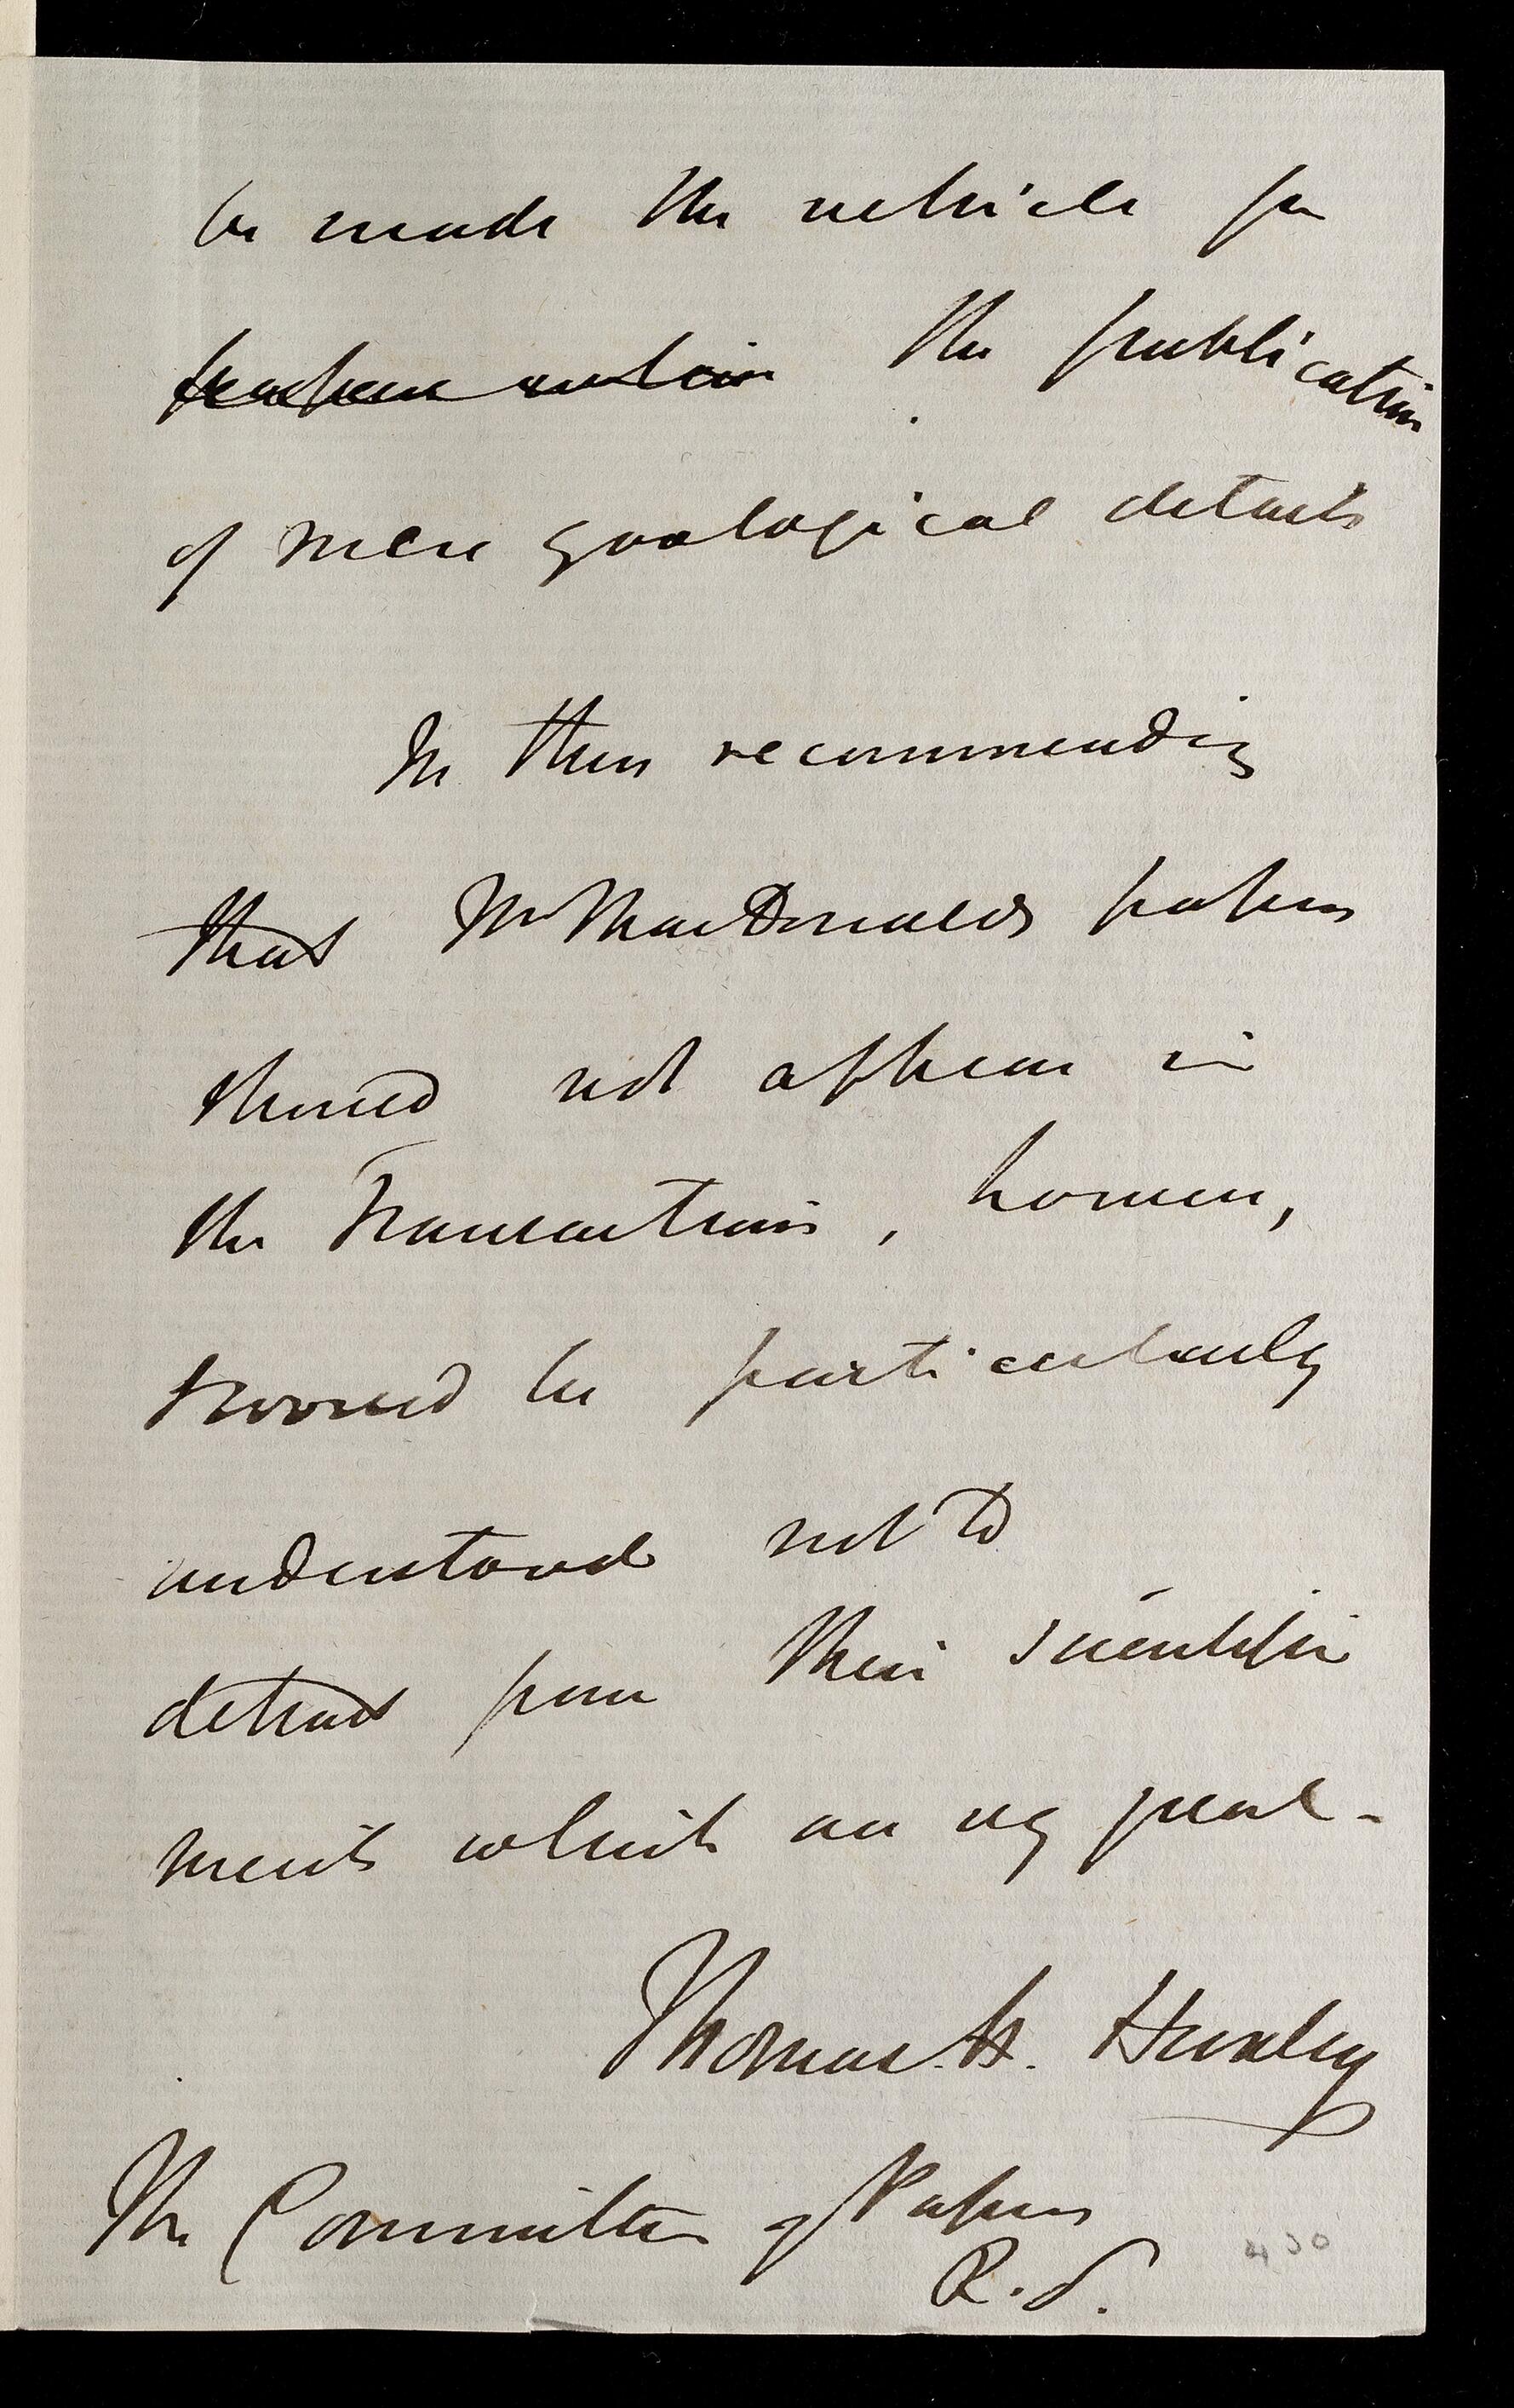 be made the vehicle for
the publication
of mere zoological details
In thus recommending
that Mr MacDonald's papers
should not appear in
the Transactions, however,
I would be particularly
understood not to
detract from their scientific
merits which are very great -
Thomas H. Huxley
The Committee of Papers
R.S.
430